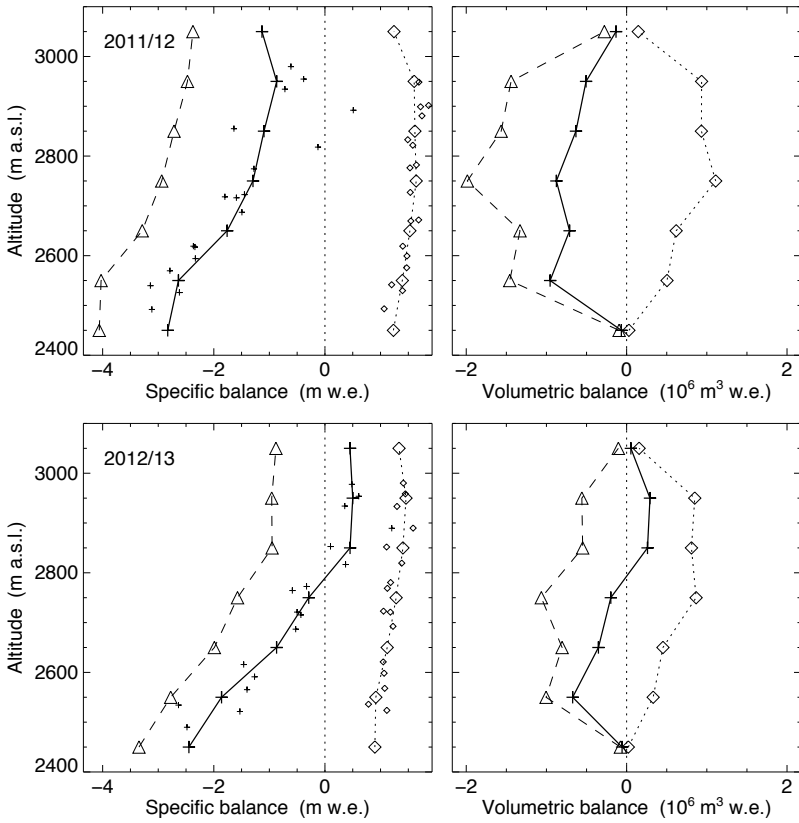 2011/12
3000
2800
2600
2400
Altitude (m a.s.l.)
−4 −2 0
Specific balance (m w.e.)
−2 0 2
Volumetric balance (10⁶ m³ w.e.)
2012/13
3000
2800
2600
2400
Altitude (m a.s.l.)
−4 −2 0
Specific balance (m w.e.)
−2 0 2
Volumetric balance (10⁶ m³ w.e.)